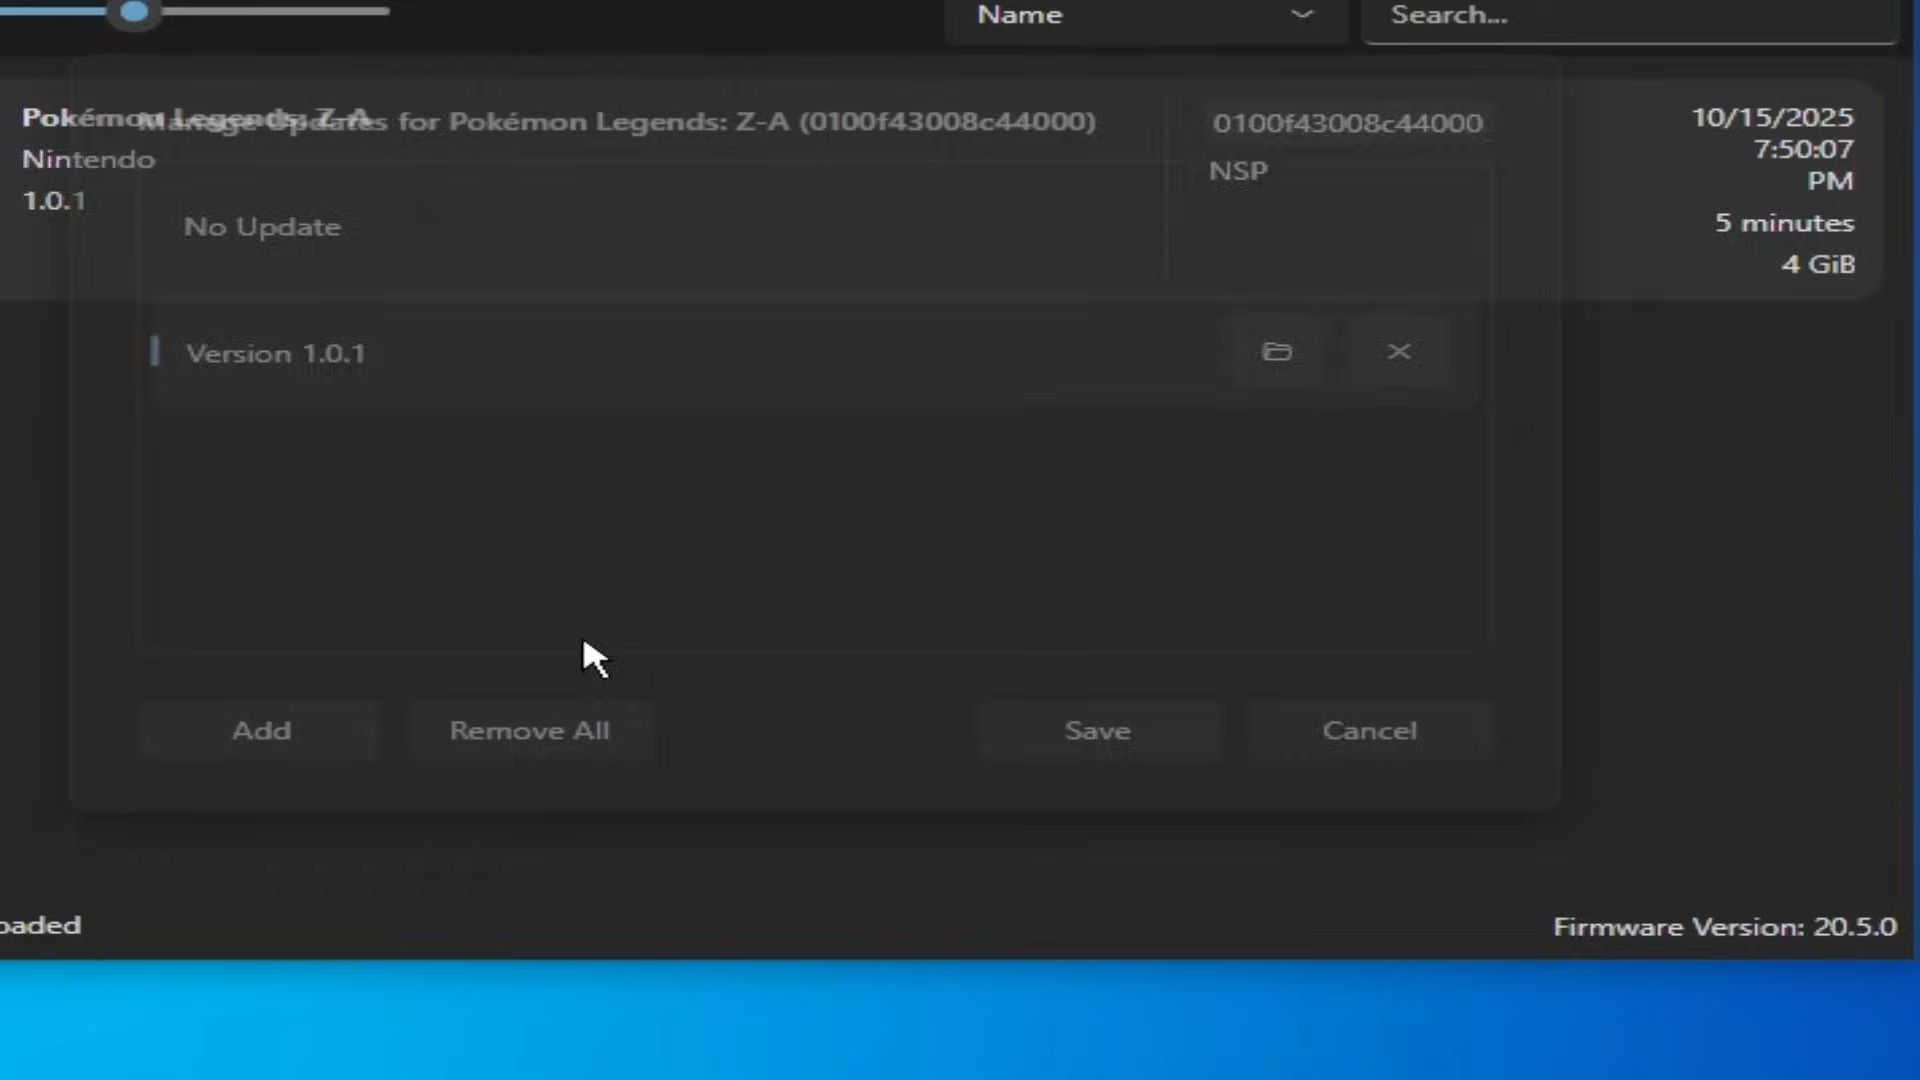 Name
Search...
Pokémon Legends: Z-A
Nintendo
1.0.1
Manage Updates for Pokémon Legends: Z-A (0100f43008c44000)
0100f43008c44000
NSP
10/15/2025
7:50:07
PM
5 minutes
4 GiB
No Update
Version 1.0.1
Add
Remove All
Save
Cancel
oaded
Firmware Version: 20.5.0